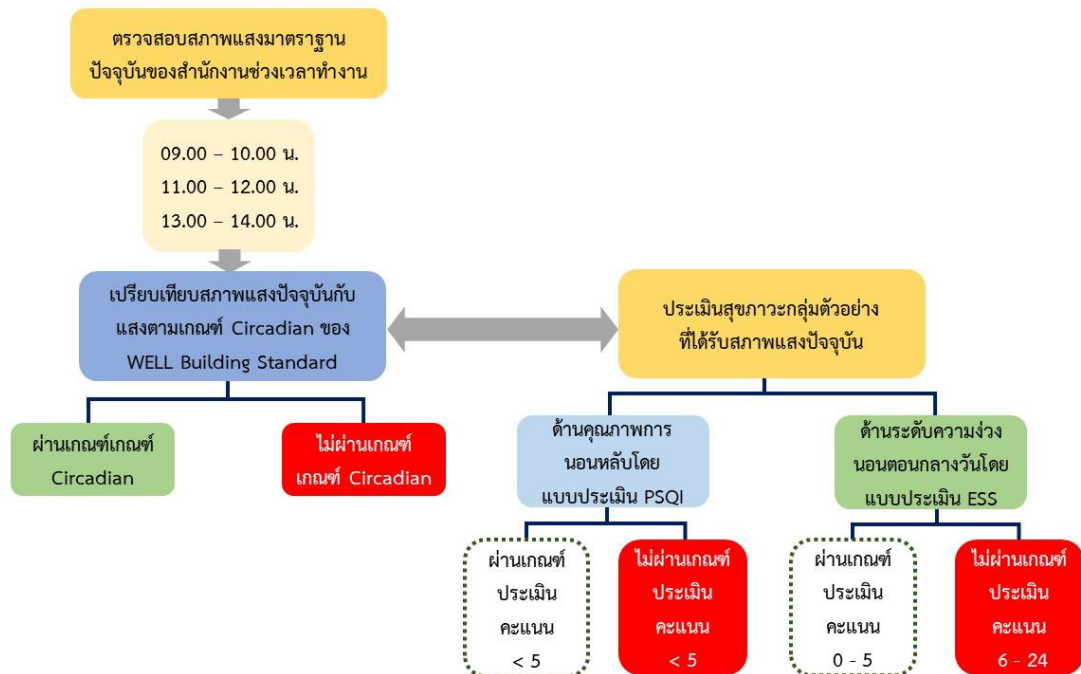 ตรวจสอบสภาพแสงมาตราฐาน
ปัจจุบันของสำนักงานช่วงเวลาทำงาน
09.00 – 10.00 น.
11.00 – 12.00 น.
13.00 – 14.00 น.
เปรียบเทียบสภาพแสงปัจจุบันกับ
แสงตามเกณฑ์ Circadian ของ
WELL Building Standard
ประเมินสุขภาวะกลุ่มตัวอย่าง
ที่ได้รับสภาพแสงปัจจุบัน
ผ่านเกณฑ์เกณฑ์
Circadian
ไม่ผ่านเกณฑ์
เกณฑ์ Circadian
ด้านคุณภาพการ
นอนหลับโดย
แบบประเมิน PSQI
ด้านระดับความง่วง
นอนตอนกลางวันโดย
แบบประเมิน ESS
ผ่านเกณฑ์
ประเมิน
คะแนน
< 5
ไม่ผ่านเกณฑ์
ประเมิน
คะแนน
< 5
ผ่านเกณฑ์
ประเมิน
คะแนน
0 - 5
ไม่ผ่านเกณฑ์
ประเมิน
คะแนน
6 - 24